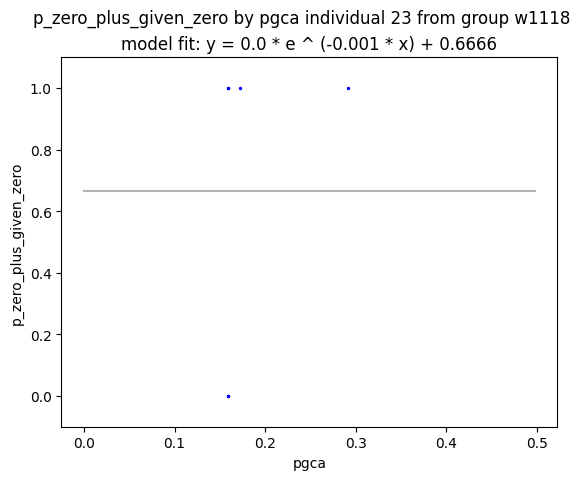 p_zero_plus_given_zero by pgca individual 23 from group w1118
model fit: y = 0.0 * e ^ (-0.001 * x) + 0.6666
1.0
0.8
0.6
0.4
0.2
0.0
p_zero_plus_given_zero
0.0 0.1 0.2 0.3 0.4 0.5
pgca